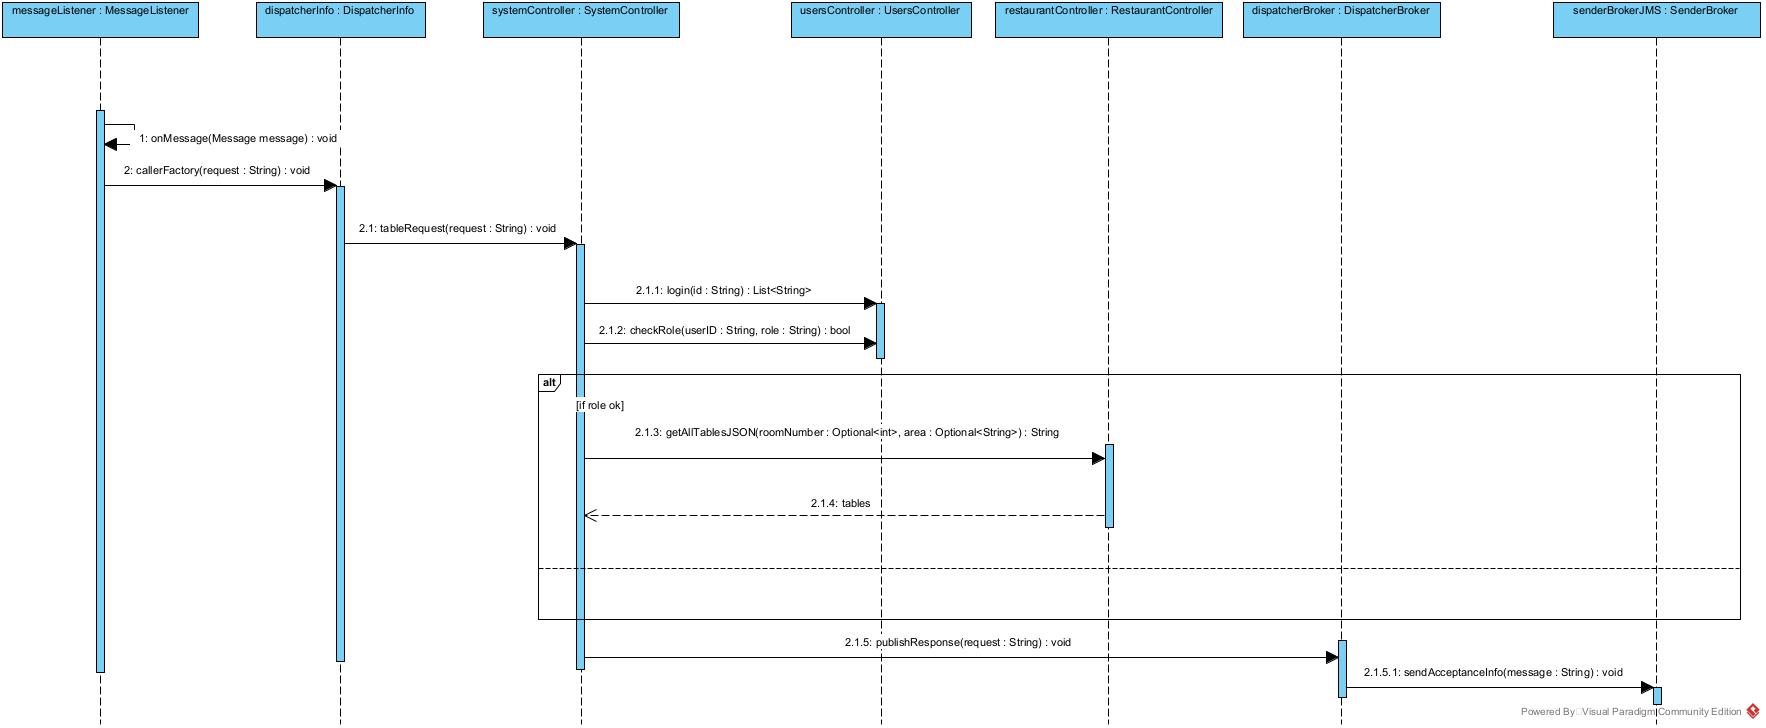 messageListener : MessageListener
dispatcherInfo : DispatcherInfo
systemController : SystemController
usersController : UsersController
restaurantController : RestaurantController
dispatcherBroker : DispatcherBroker
senderBrokerJMS : SenderBroker
1: onMessage(Message message) : void
2: callerFactory(request : String) : void
2.1: tableRequest(request : String) : void
2.1.1: login(id : String) : List<String>
2.1.2: checkRole(userID : String, role : String) : bool
alt
[if role ok]
2.1.3: getAllTablesJSON(roomNumber : Optional<int>, area : Optional<String>) : String
2.1.4: tables
2.1.5: publishResponse(request : String) : void
2.1.5.1: sendAcceptanceInfo(message : String) : void
Powered By Visual Paradigm Community Edition